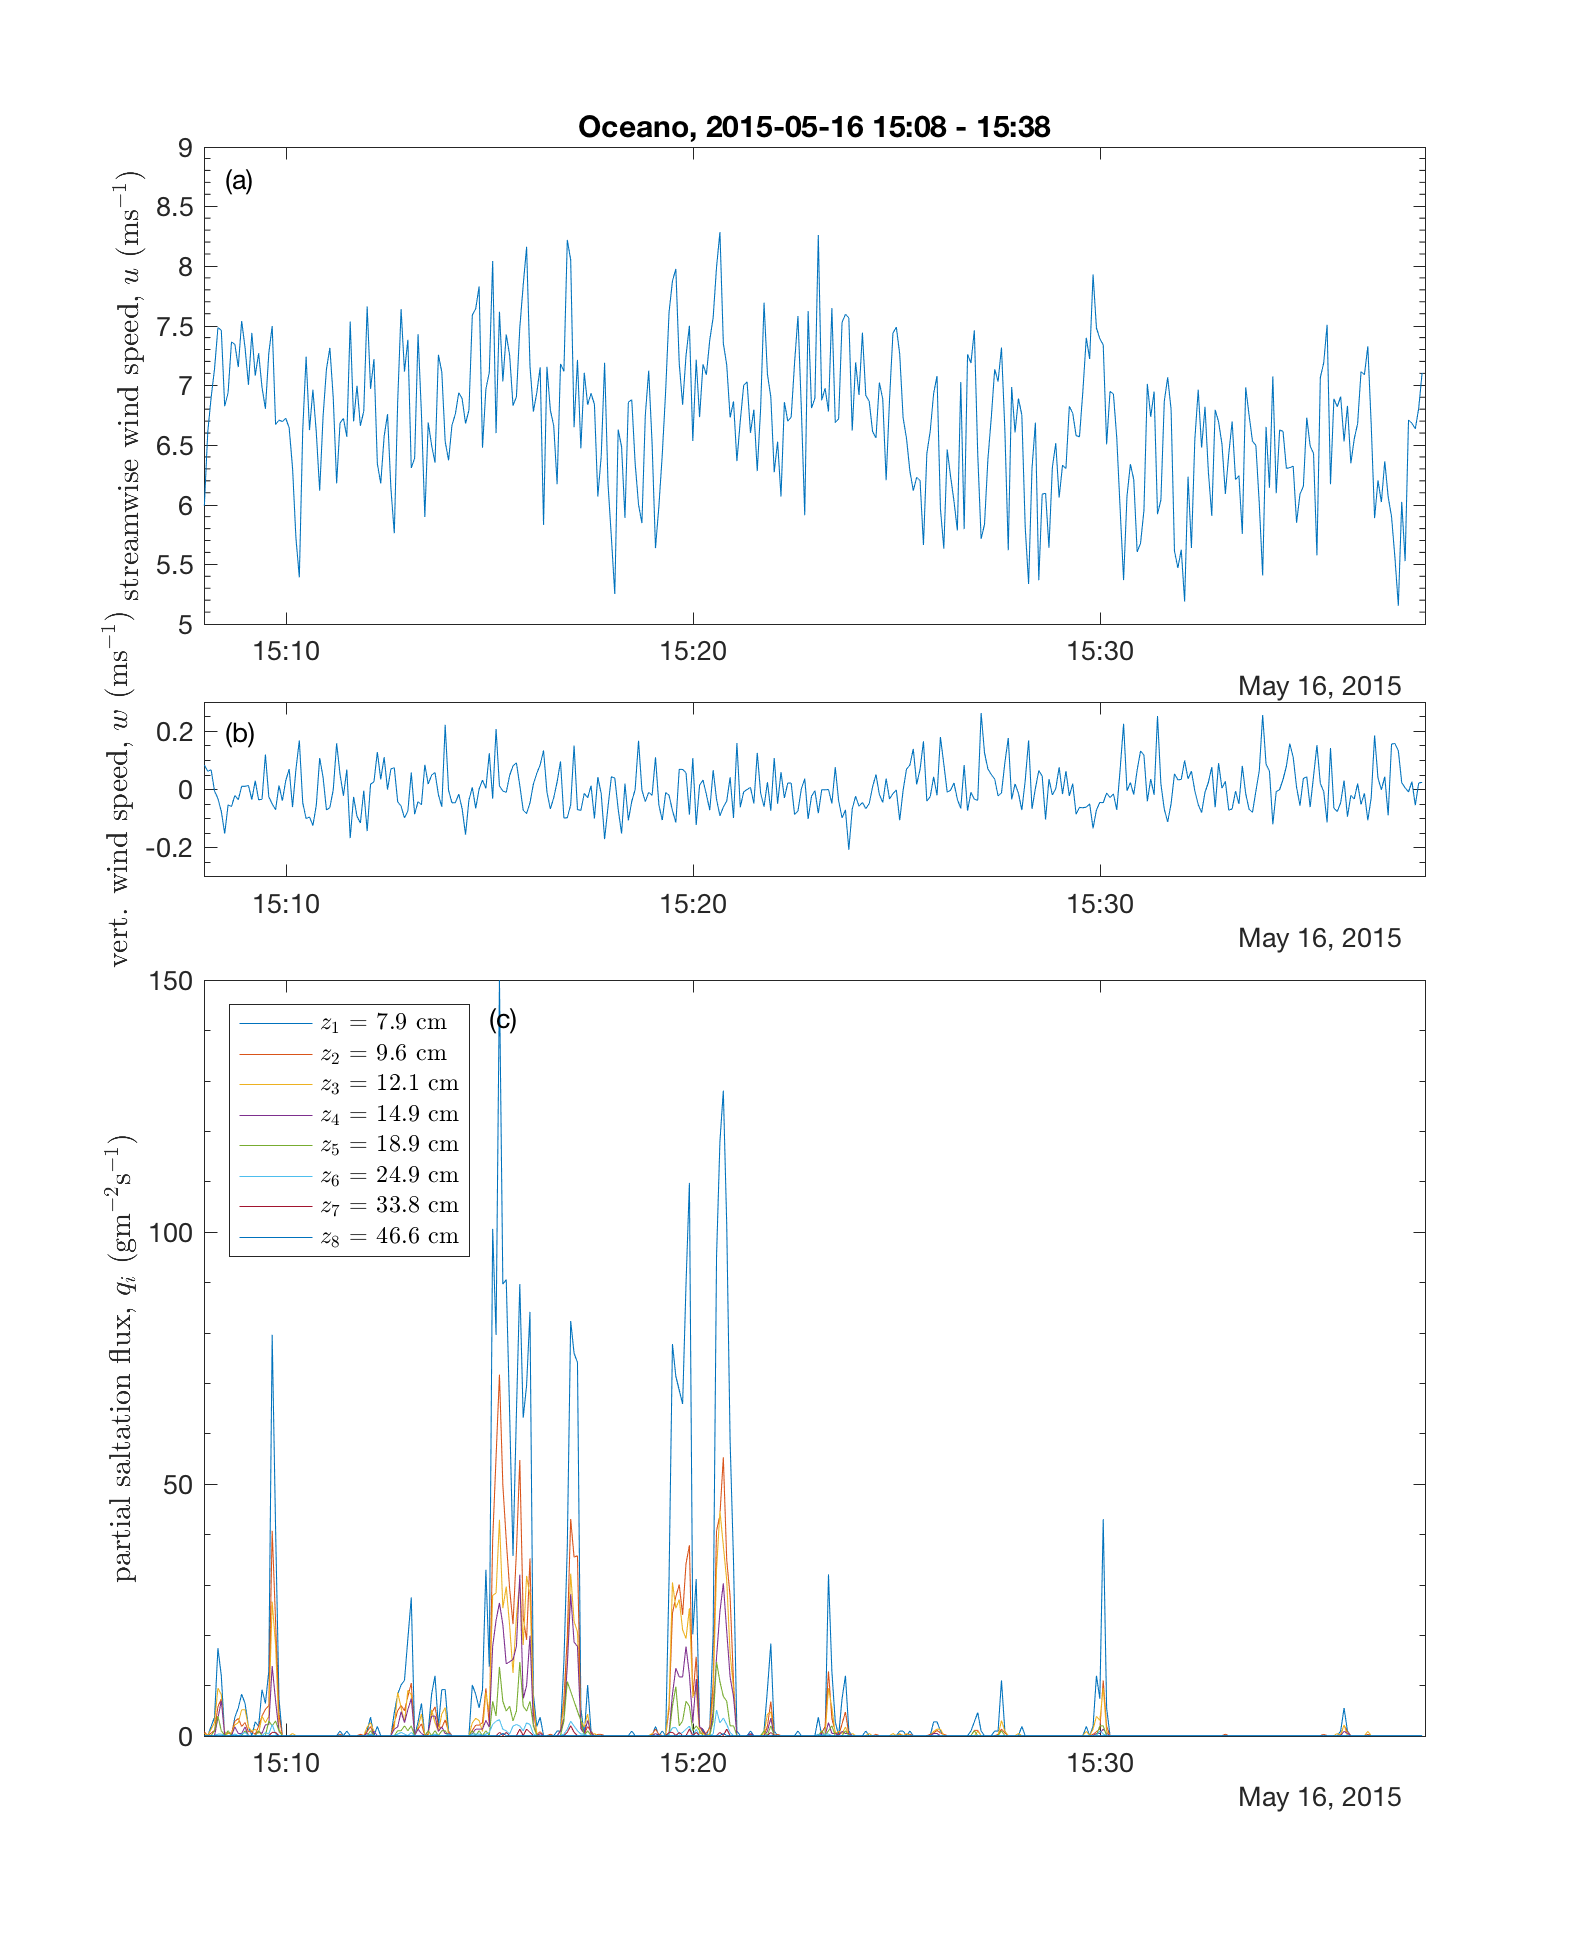 Oceano, 2015-05-16 15:08 - 15:38
(a)
streamwise wind speed, u (ms⁻¹)
9
8.5
8
7.5
7
6.5
6
5.5
5
15:10 15:20 15:30
May 16, 2015
(b)
vert. wind speed, w (ms⁻¹)
0.2
0
-0.2
15:10 15:20 15:30
May 16, 2015
(c)
partial saltation flux, qᵢ (gm⁻²s⁻¹)
150
100
50
0
z₁ = 7.9 cm
z₂ = 9.6 cm
z₃ = 12.1 cm
z₄ = 14.9 cm
z₅ = 18.9 cm
z₆ = 24.9 cm
z₇ = 33.8 cm
z₈ = 46.6 cm
15:10 15:20 15:30
May 16, 2015